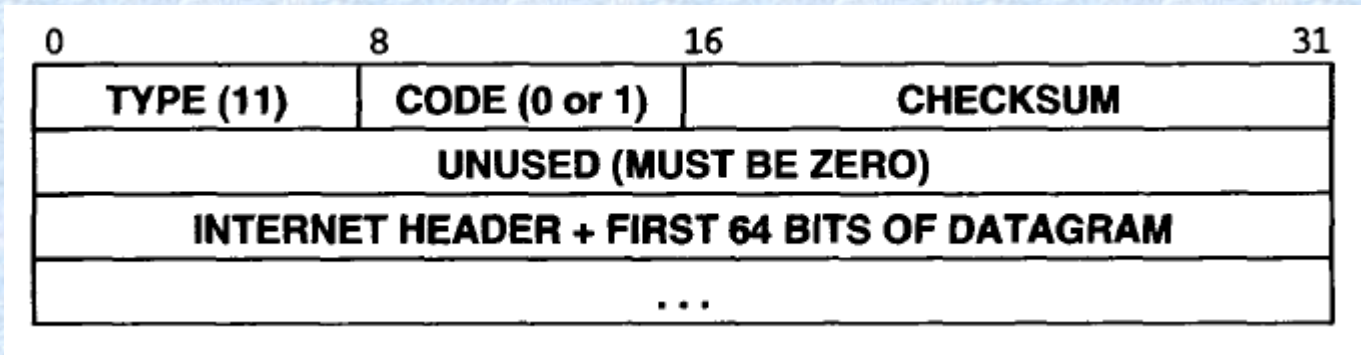 0 8 16 31
TYPE (11) CODE (0 or 1) CHECKSUM
UNUSED (MUST BE ZERO)
INTERNET HEADER + FIRST 64 BITS OF DATAGRAM
...